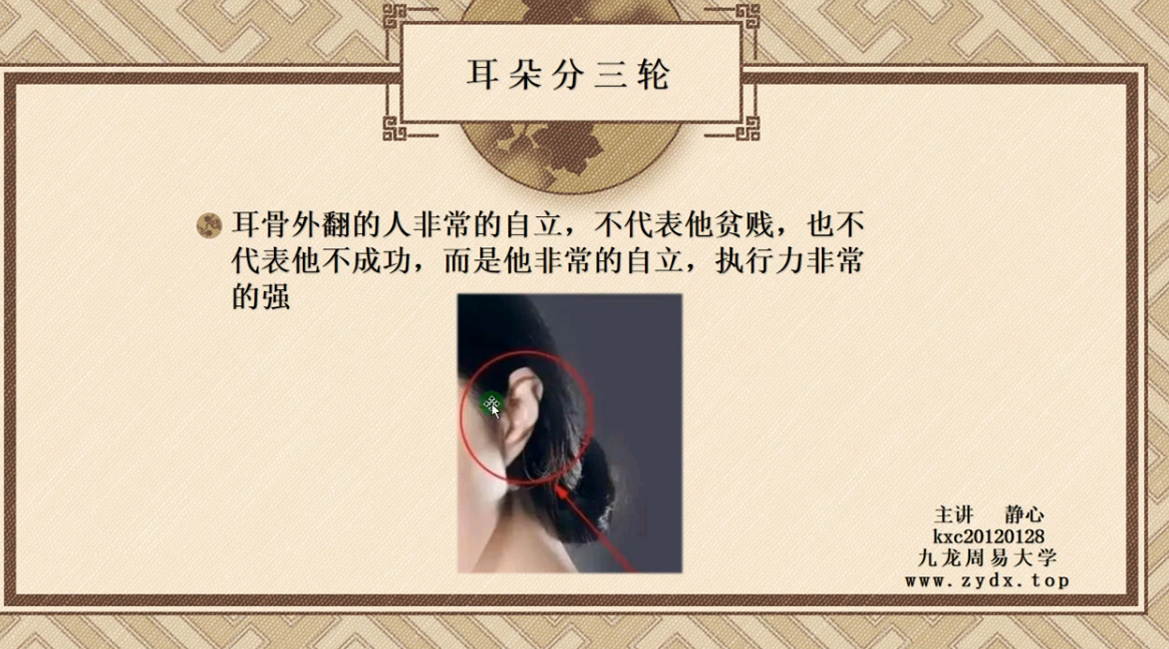 耳朵分三轮
耳骨外翻的人非常的自立，不代表他贫贱，也不
代表他不成功，而是他非常的自立，执行力非常
的强
主讲 静心
kxc20120128
九龙周易大学
www.zydx.top